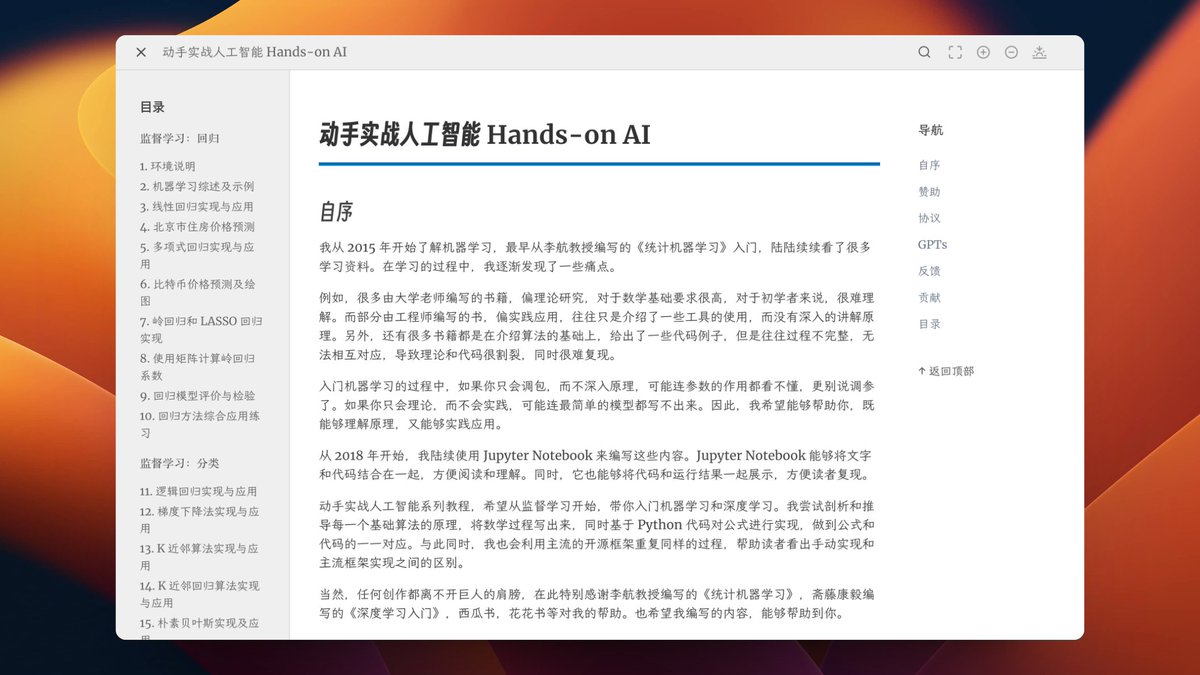 动手实战人工智能 Hands-on AI
目录
监督学习：回归
1. 环境说明
2. 机器学习综述及示例
3. 线性回归实现与应用
4. 北京市住房价格预测
5. 多项式回归实现与应
用
6. 比特币价格预测及绘
图
7. 岭回归和 LASSO 回归
实现
8. 使用矩阵计算岭回归
系数
9. 回归模型评价与检验
10. 回归方法综合应用练
习
监督学习：分类
11. 逻辑回归实现与应用
12. 梯度下降法实现与应
用
13. K 近邻算法实现与应
用
14. K 近邻回归算法实现
与应用
15. 朴素贝叶斯实现及应
用
动手实战人工智能 Hands-on AI
自序
我从 2015 年开始了解机器学习，最早从李航教授编写的《统计机器学习》入门，陆陆续续看了很多
学习资料。在学习的过程中，我逐渐发现了一些痛点。
例如，很多由大学老师编写的书籍，偏理论研究，对于数学基础要求很高，对于初学者来说，很难理
解。而部分由工程师编写的书，偏实践应用，往往只是介绍了一些工具的使用，而没有深入的讲解原
理。另外，还有很多书籍都是在介绍算法的基础上，给出了一些代码例子，但是往往过程不完整，无
法相互对应，导致理论和代码很割裂，同时很难复现。
入门机器学习的过程中，如果你只会调包，而不深入原理，可能连参数的作用都看不懂，更别说调参
了。如果你只会理论，而不会实践，可能连最简单的模型都写不出来。因此，我希望能够帮助你，既
能够理解原理，又能够实践应用。
从 2018 年开始，我陆续使用 Jupyter Notebook 来编写这些内容。Jupyter Notebook 能够将文字
和代码结合在一起，方便阅读和理解。同时，它也能够将代码和运行结果一起展示，方便读者复现。
动手实战人工智能系列教程，希望从监督学习开始，带你入门机器学习和深度学习。我尝试剖析和推
导每一个基础算法的原理，将数学过程写出来，同时基于 Python 代码对公式进行实现，做到公式和
代码的一一对应。与此同时，我也会利用主流的开源框架重复同样的过程，帮助读者看出手动实现和
主流框架实现之间的区别。
当然，任何创作都离不开巨人的肩膀，在此特别感谢李航教授编写的《统计机器学习》，斋藤康毅编
写的《深度学习入门》，西瓜书，花花书等对我的帮助。也希望我编写的内容，能够帮助到你。
导航
自序
赞助
协议
GPTs
反馈
贡献
目录
↑ 返回顶部